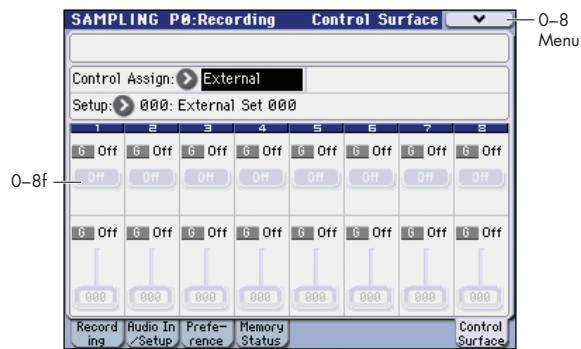 SAMPLING P0:Recording Control Surface
0–8
Menu
Control Assign: External
Setup: 000: External Set 000
1 2 3 4 5 6 7 8
G Off G Off G Off G Off G Off G Off G Off G Off
0–8f
Off Off Off Off Off Off Off Off
G Off G Off G Off G Off G Off G Off G Off G Off
000 000 000 000 000 000 000 000
Record Audio In Prefe- Memory Control
ing /Setup rence Status Surface